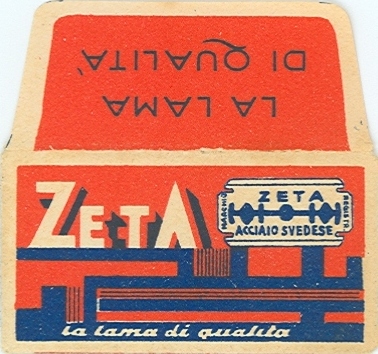 LA LAMA
DI QUALITÀ
ZETA
ZETA
MARCHIO
REGISTR.
ACCIAIO SVEDESE
la lama di qualita